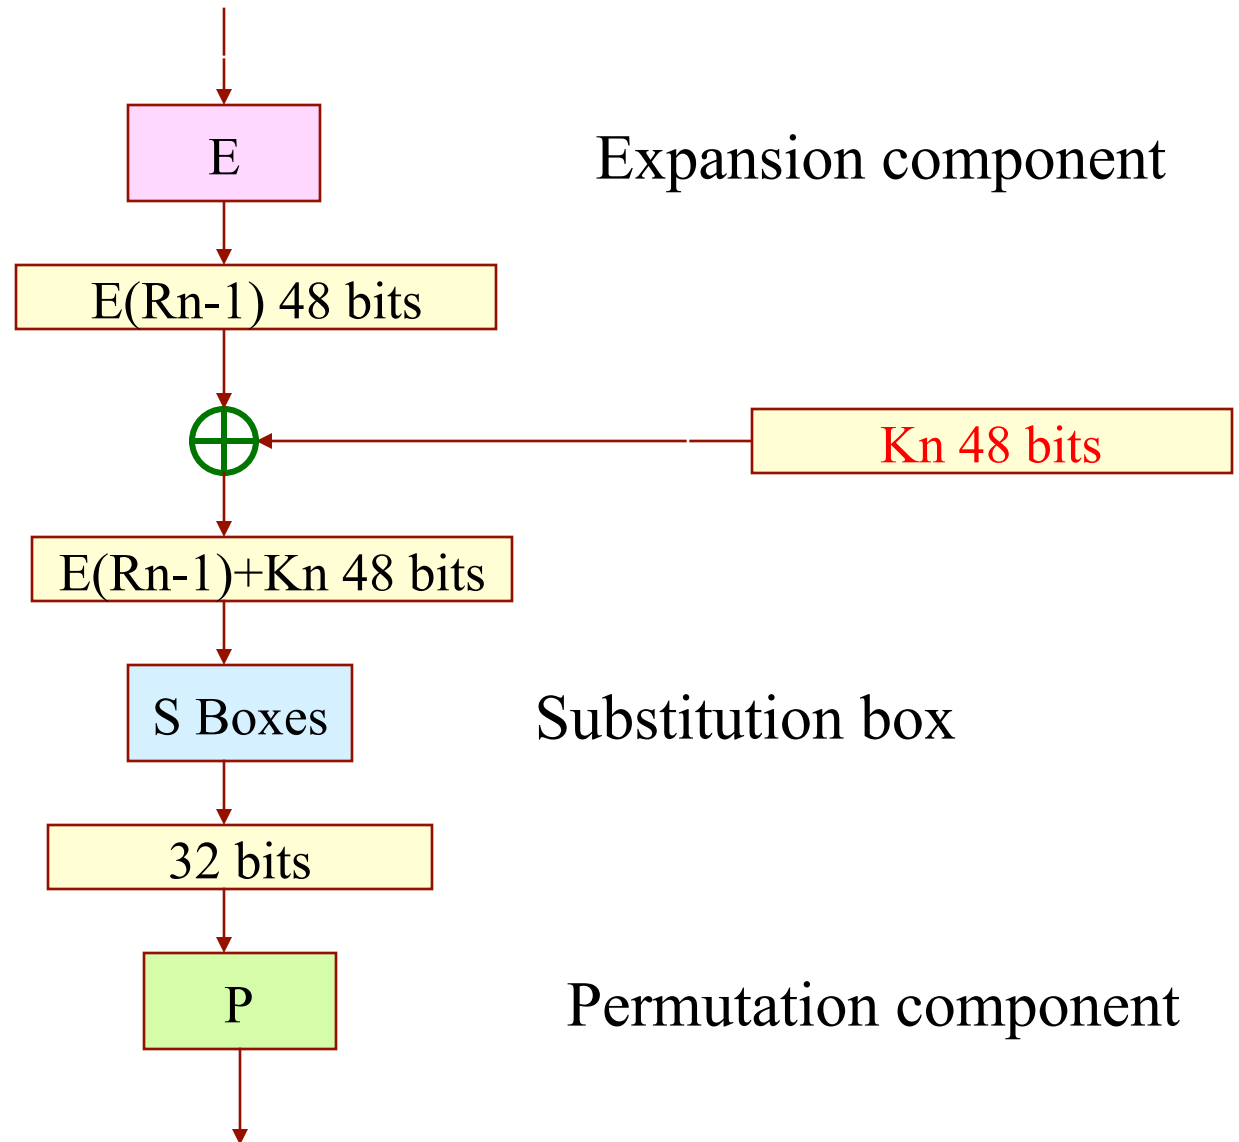 E
Expansion component
E(Rn-1) 48 bits
Kn 48 bits
E(Rn-1)+Kn 48 bits
S Boxes
Substitution box
32 bits
P
Permutation component